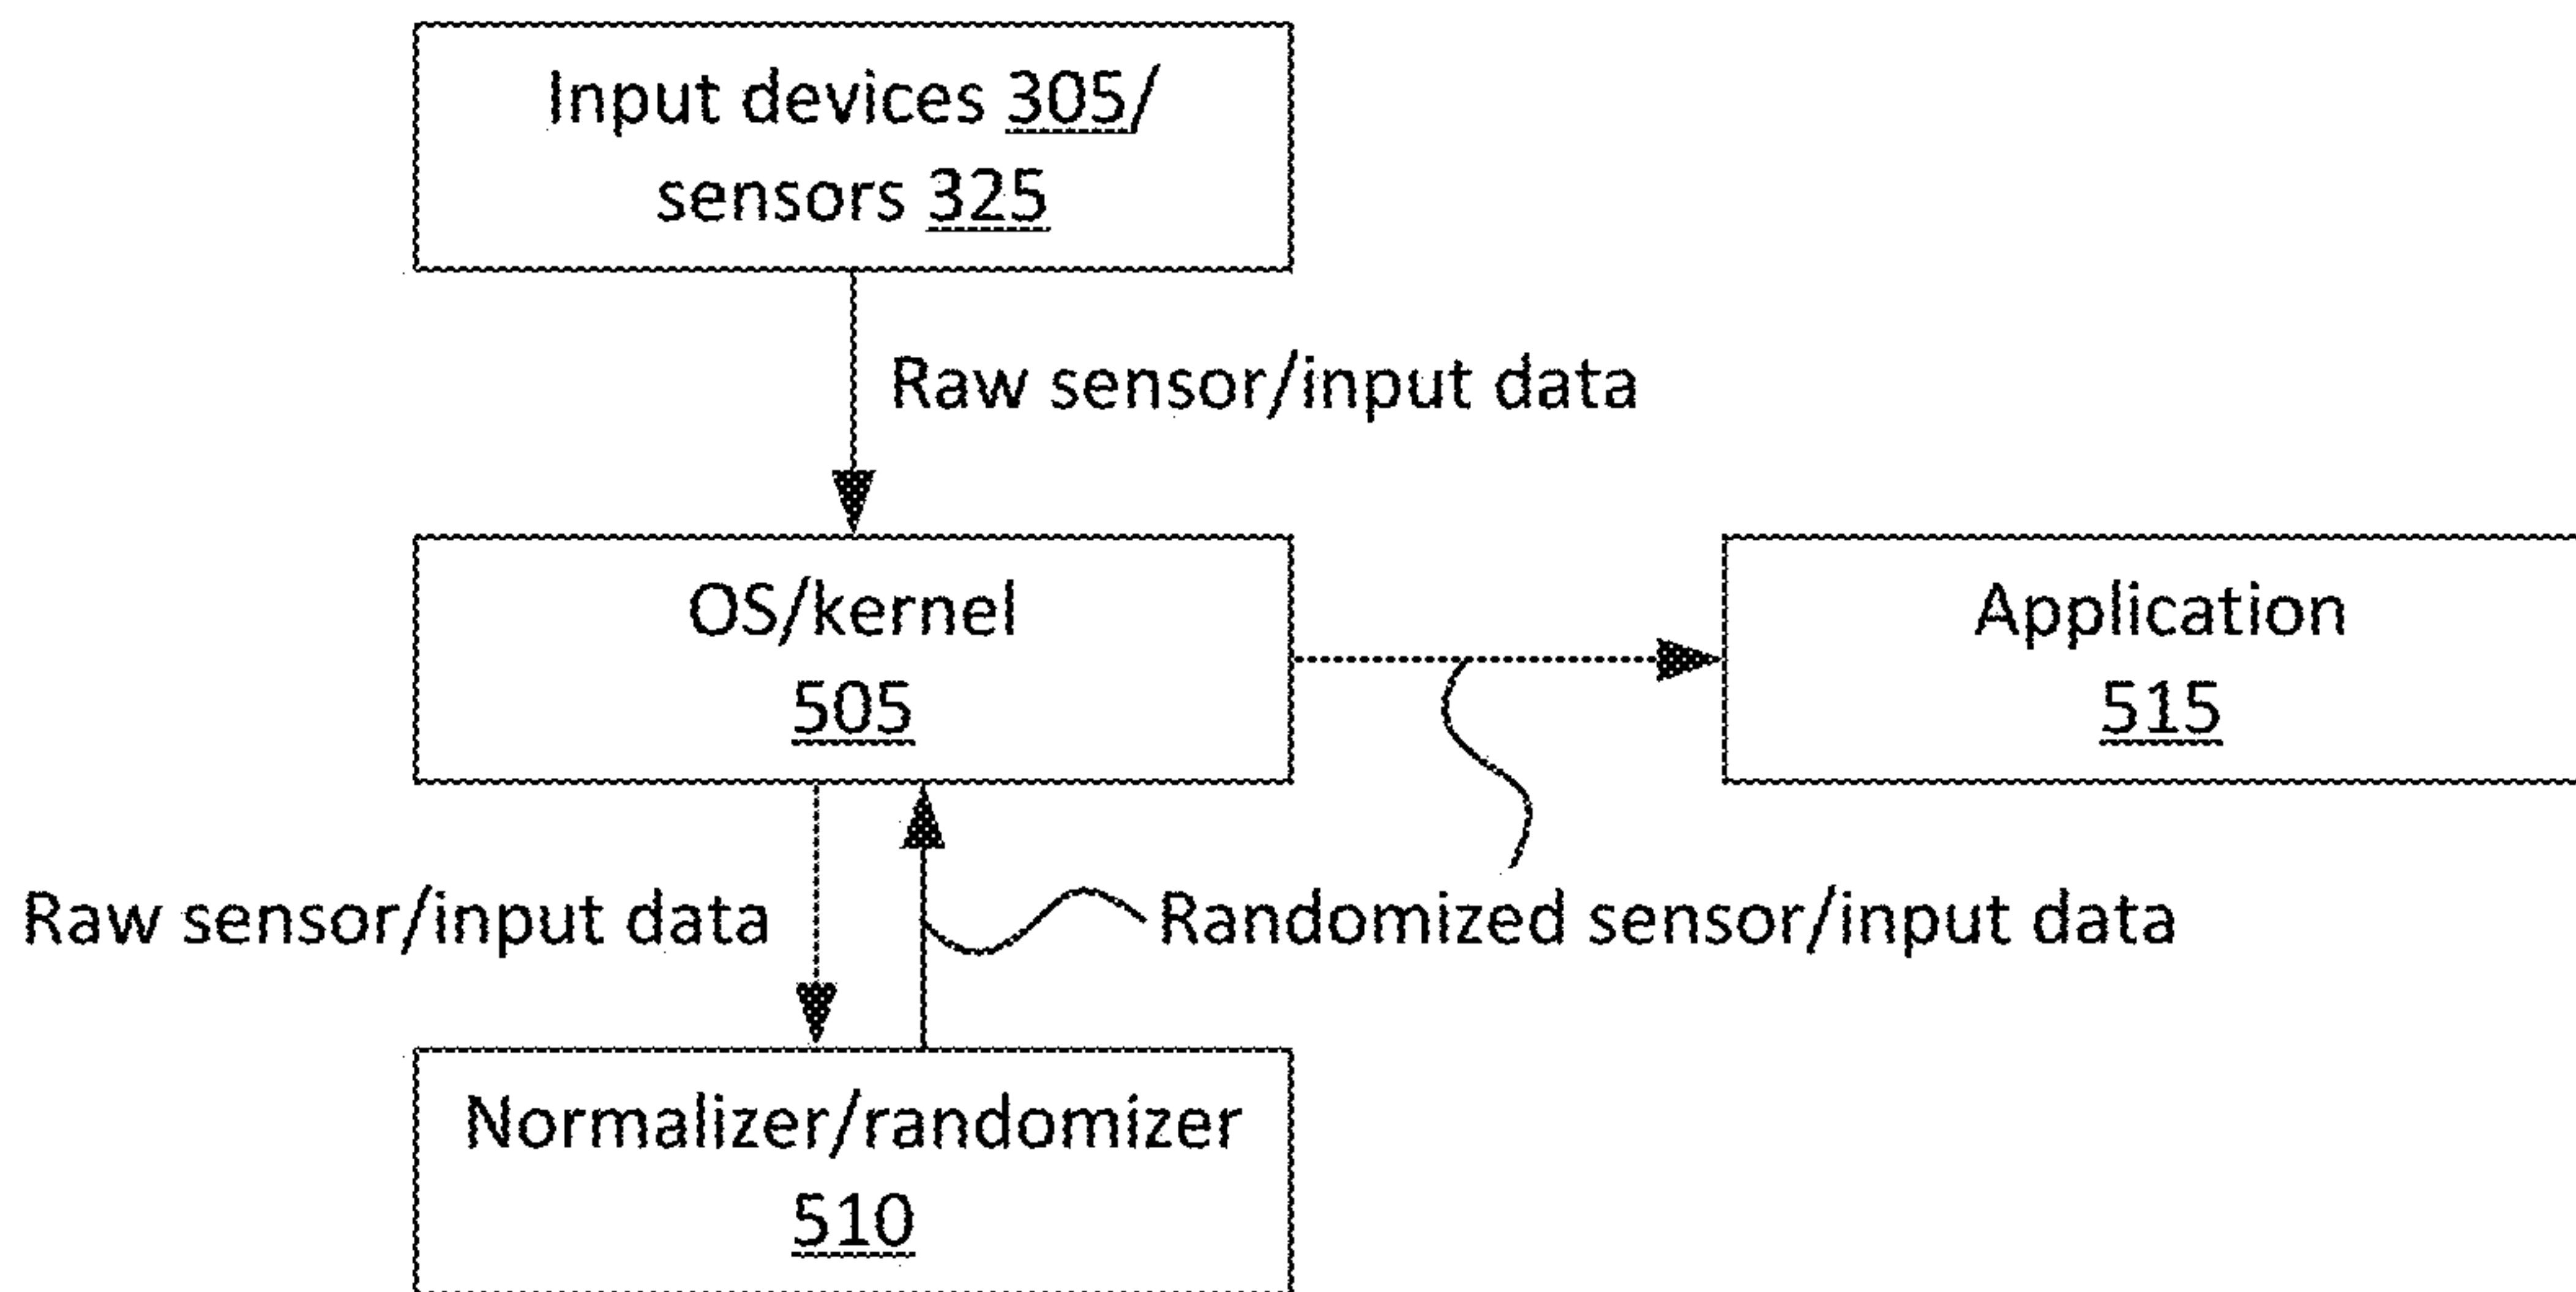 Input devices 305/
sensors 325
Raw sensor/input data
OS/kernel
505
Application
515
Raw sensor/input data
Randomized sensor/input data
Normalizer/randomizer
510